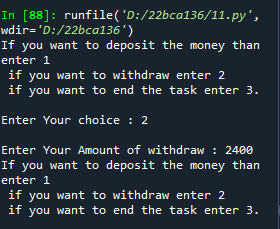 In [88]: runfile('D:/22bca136/11.py',
wdir='D:/22bca136')
If you want to deposit the money than
enter 1
 if you want to withdraw enter 2
 if you want to end the task enter 3.

Enter Your choice : 2

Enter Your Amount of withdraw : 2400
If you want to deposit the money than
enter 1
 if you want to withdraw enter 2
 if you want to end the task enter 3.